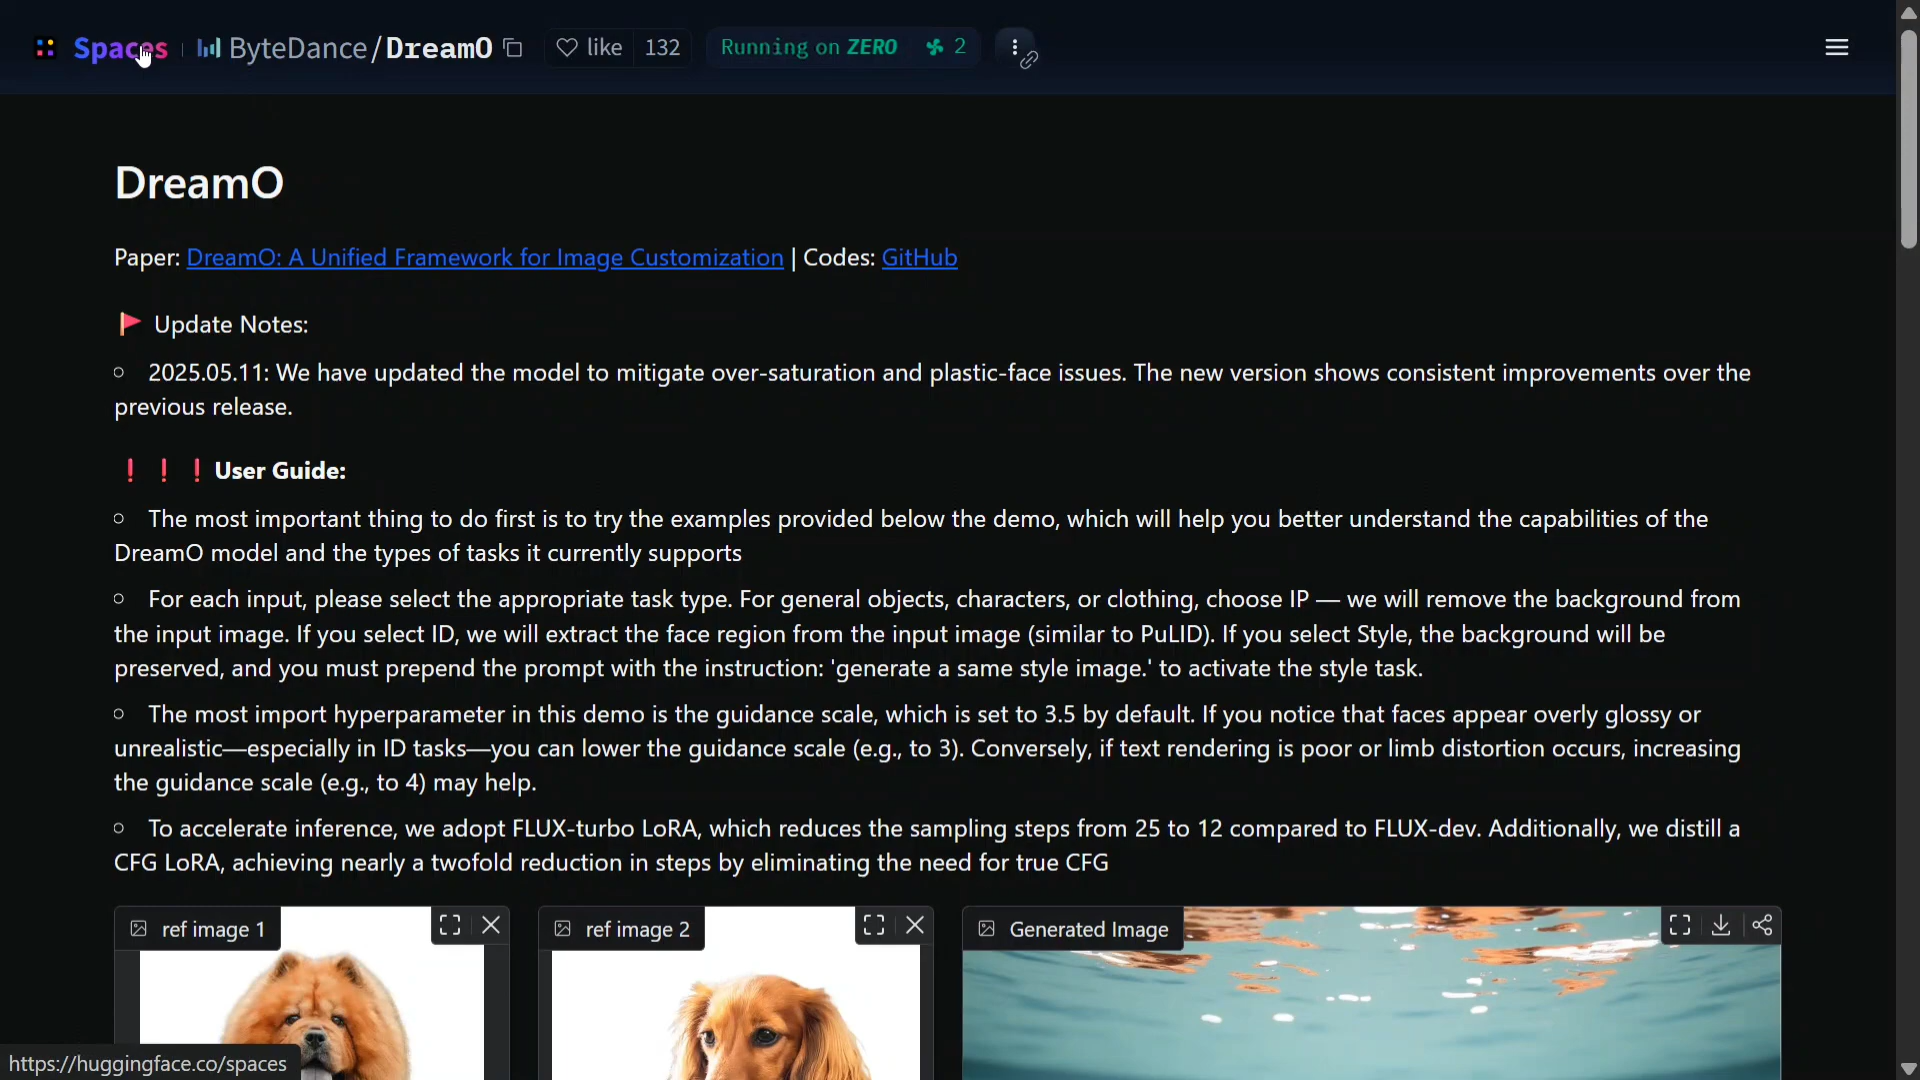 Spaces ByteDance/DreamO like 132 Running on ZERO 2
DreamO
Paper: DreamO: A Unified Framework for Image Customization | Codes: GitHub
🚩 Update Notes:
○ 2025.05.11: We have updated the model to mitigate over-saturation and plastic-face issues. The new version shows consistent improvements over the
previous release.
❗❗❗User Guide:
○ The most important thing to do first is to try the examples provided below the demo, which will help you better understand the capabilities of the
DreamO model and the types of tasks it currently supports
○ For each input, please select the appropriate task type. For general objects, characters, or clothing, choose IP — we will remove the background from
the input image. If you select ID, we will extract the face region from the input image (similar to PuLID). If you select Style, the background will be
preserved, and you must prepend the prompt with the instruction: 'generate a same style image.' to activate the style task.
○ The most import hyperparameter in this demo is the guidance scale, which is set to 3.5 by default. If you notice that faces appear overly glossy or
unrealistic—especially in ID tasks—you can lower the guidance scale (e.g., to 3). Conversely, if text rendering is poor or limb distortion occurs, increasing
the guidance scale (e.g., to 4) may help.
○ To accelerate inference, we adopt FLUX-turbo LoRA, which reduces the sampling steps from 25 to 12 compared to FLUX-dev. Additionally, we distill a
CFG LoRA, achieving nearly a twofold reduction in steps by eliminating the need for true CFG
ref image 1 ref image 2 Generated Image
https://huggingface.co/spaces